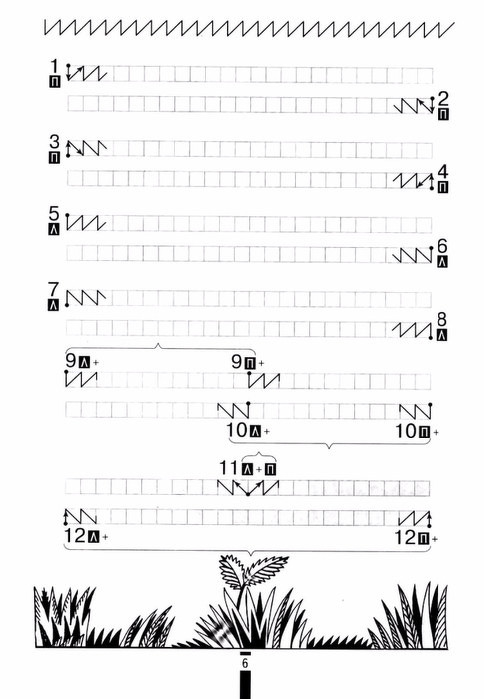 1
П
2
П
3
П
4
П
5
Л
6
Л
7
Л
8
Л
9 Л + 9 П +
10 Л + 10 П +
11 Л + П
12 Л + 12 П +
6